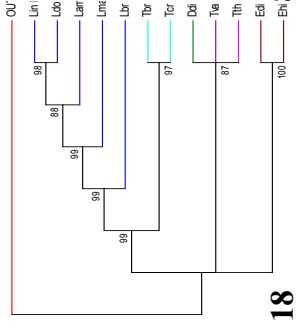 OUT
Lin
Ldo
Lam
Lma
Lbr
Tbr
Tcr
Ddi
Tva
Tth
Edi
Ehi
98
88
99
99
99
97
87
100
18